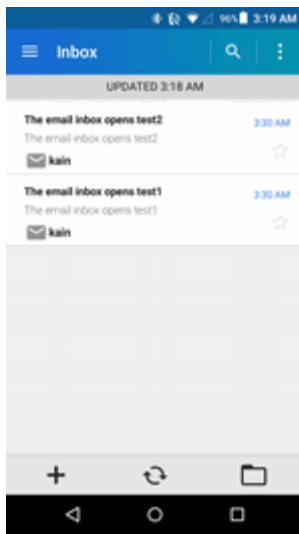 96% 3:19 AM
Inbox
UPDATED 3:18 AM
The email inbox opens test2
3:30 AM
The email inbox opens test2
kain
The email inbox opens test1
3:30 AM
The email inbox opens test1
kain